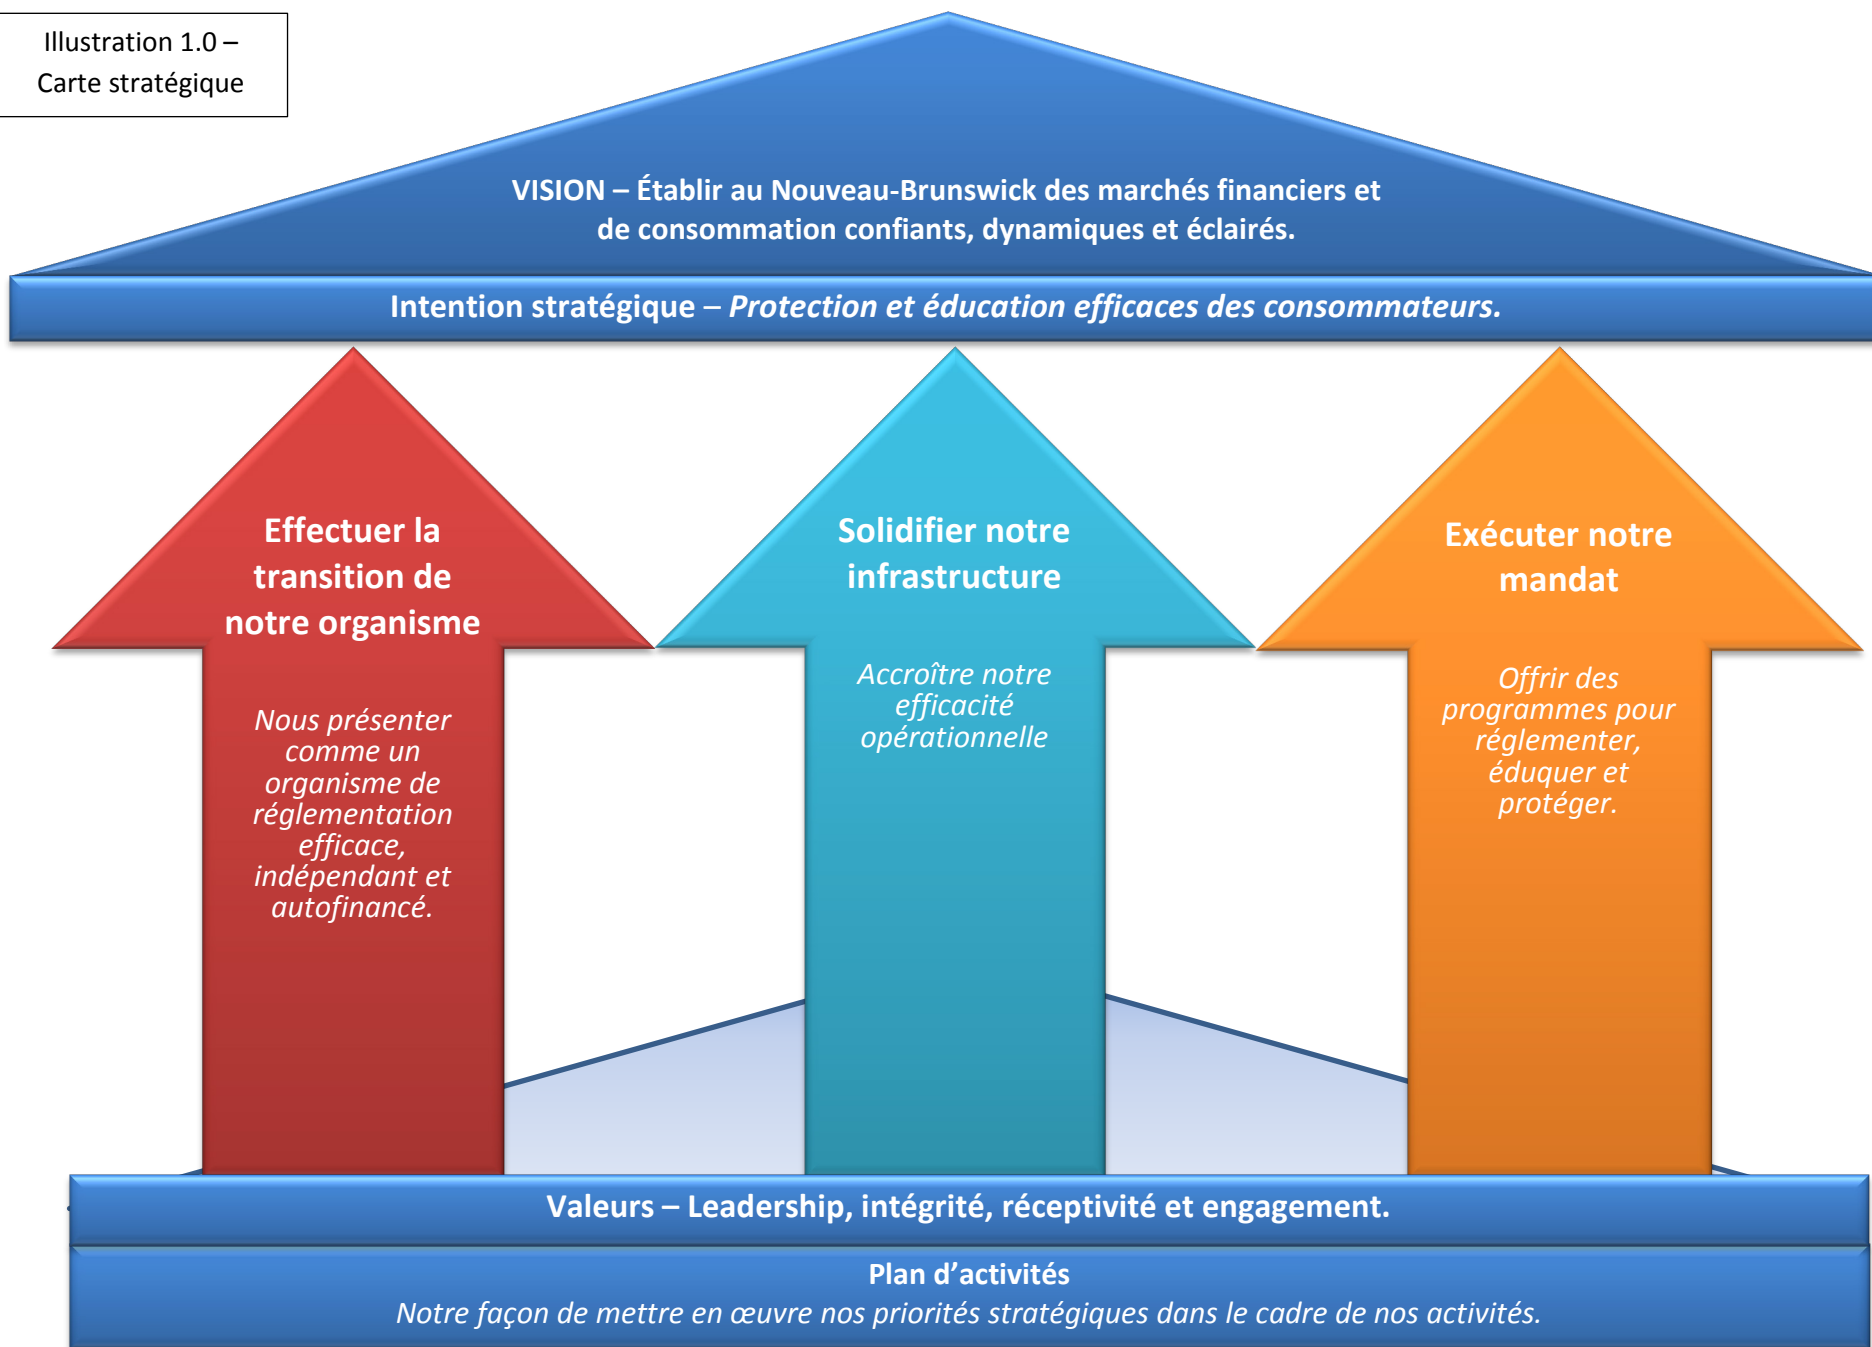 Illustration 1.0 –
Carte stratégique
VISION – Établir au Nouveau-Brunswick des marchés financiers et
de consommation confiants, dynamiques et éclairés.
Intention stratégique – Protection et éducation efficaces des consommateurs.
Effectuer la
transition de
notre organisme
Nous présenter
comme un
organisme de
réglementation
efficace,
indépendant et
autofinancé.
Solidifier notre
infrastructure
Accroître notre
efficacité
opérationnelle
Exécuter notre
mandat
Offrir des
programmes pour
réglementer,
éduquer et
protéger.
Valeurs – Leadership, intégrité, réceptivité et engagement.
Plan d’activités
Notre façon de mettre en œuvre nos priorités stratégiques dans le cadre de nos activités.